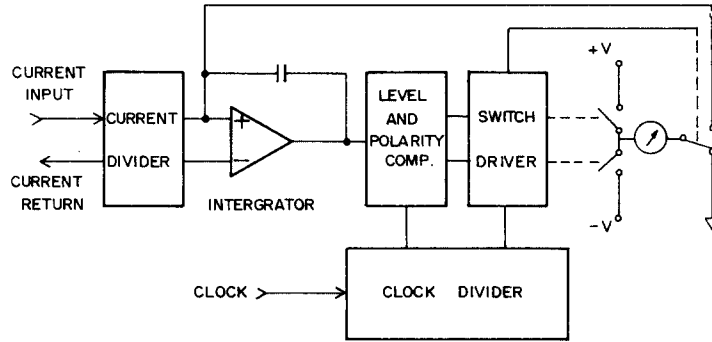 CURRENT
INPUT
CURRENT
DIVIDER
CURRENT
RETURN
+
−
INTERGRATOR
LEVEL
AND
POLARITY
COMP.
SWITCH
DRIVER
+V
−V
CLOCK
CLOCK DIVIDER